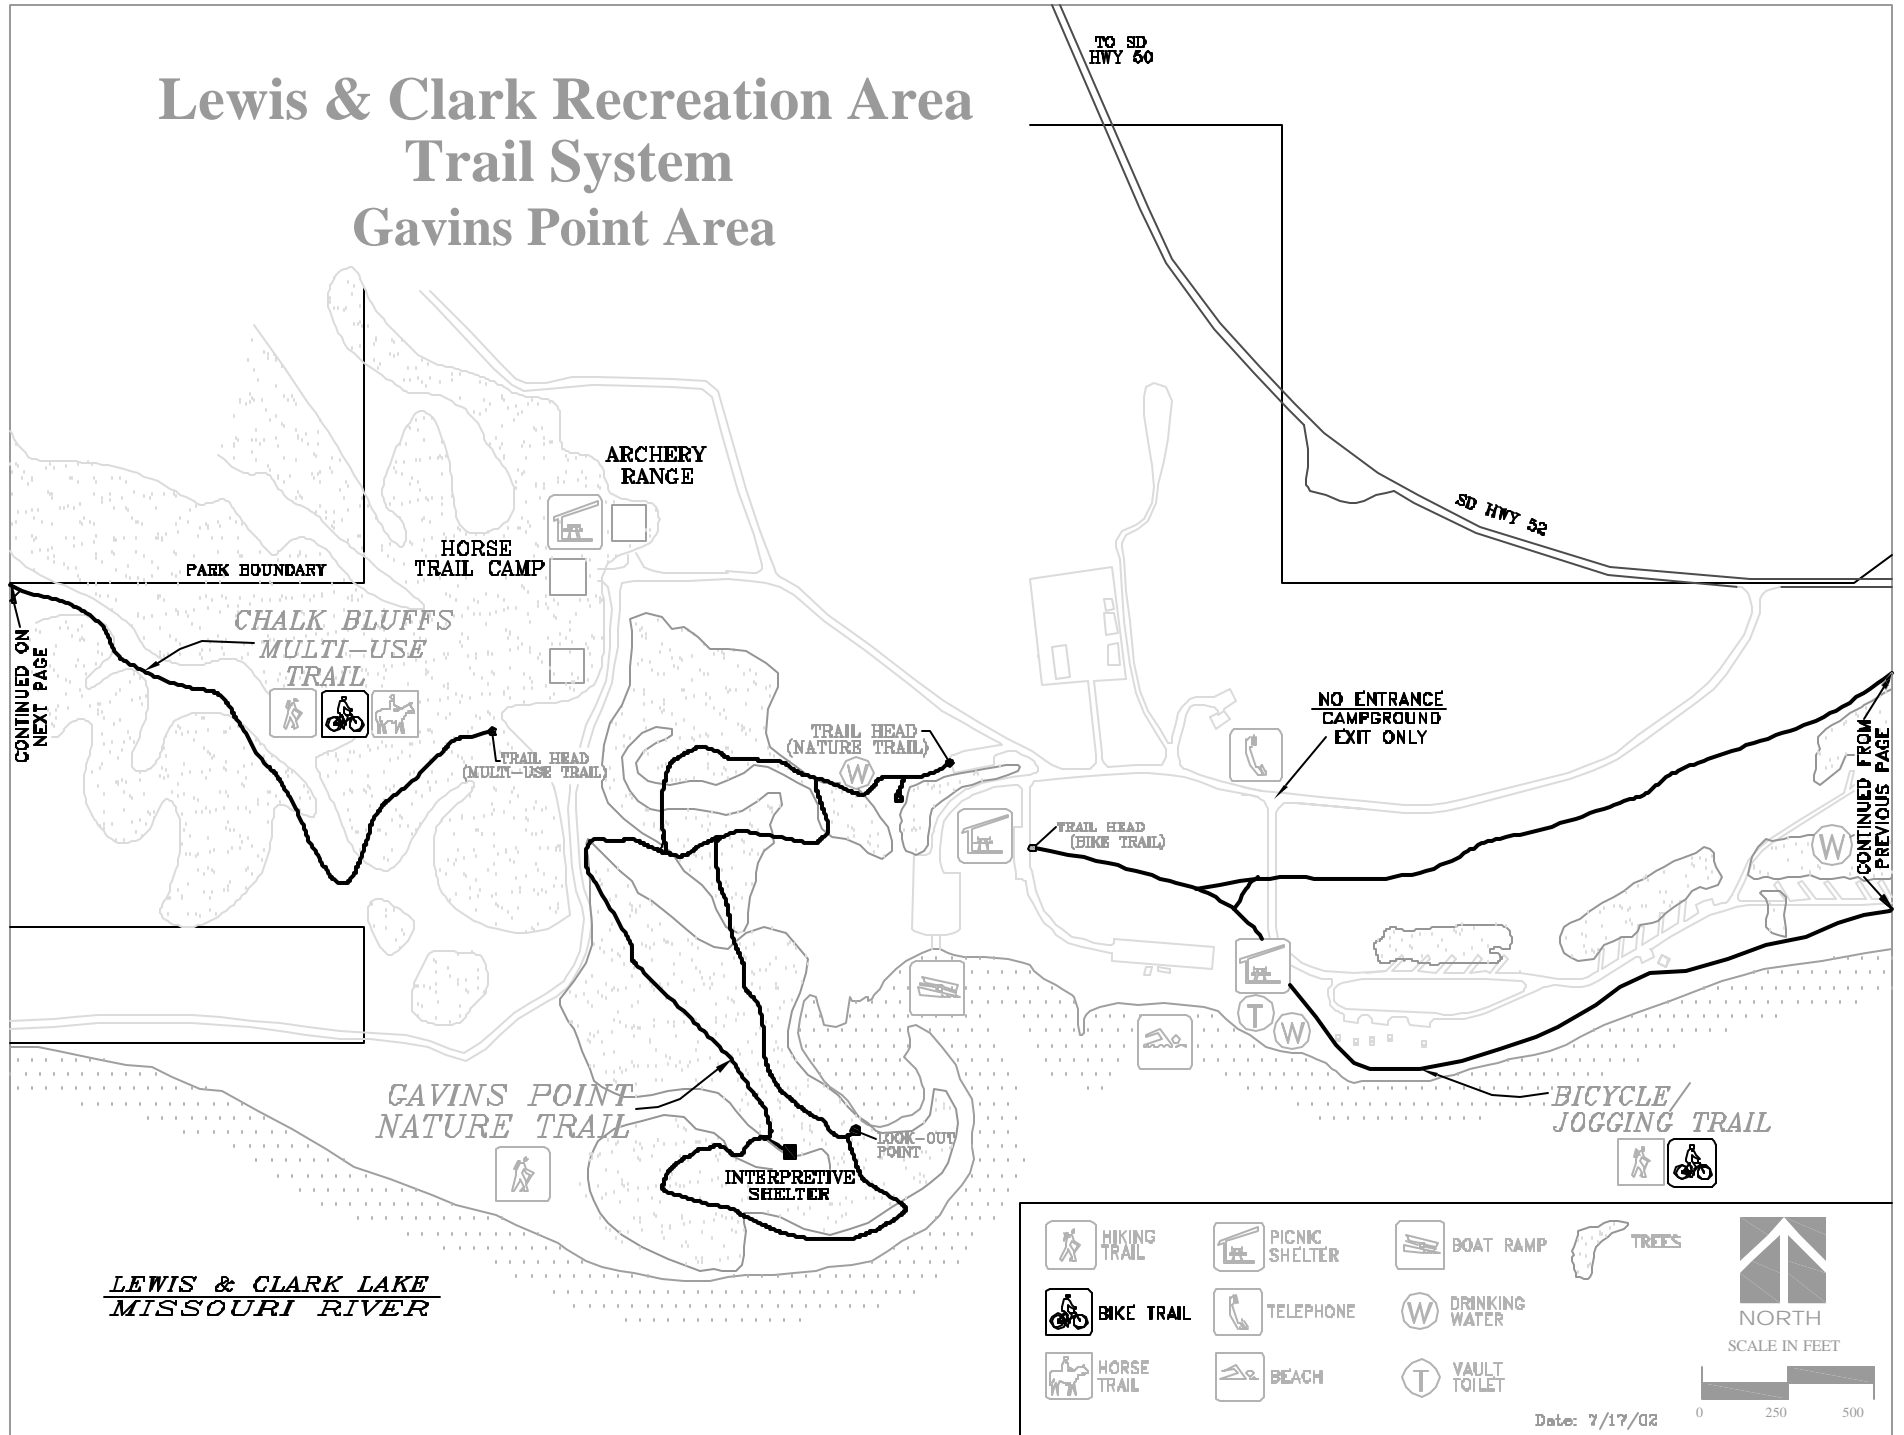 TO SD
HWY 50
Lewis & Clark Recreation Area
Trail System
Gavins Point Area
ARCHERY
RANGE
SD HWY 52
HORSE
TRAIL CAMP
PARK BOUNDARY
CHALK BLUFFS
MULTI-USE
TRAIL
CONTINUED ON
NEXT PAGE
TRAIL HEAD
(MULTI-USE TRAIL)
TRAIL HEAD
(NATURE TRAIL)
W
NO ENTRANCE
CAMPGROUND
EXIT ONLY
CONTINUED FROM
PREVIOUS PAGE
TRAIL HEAD
(BIKE TRAIL)
W
T
W
GAVINS POINT
NATURE TRAIL
LOOK-OUT
POINT
INTERPRETIVE
SHELTER
BICYCLE/
JOGGING TRAIL
LEWIS & CLARK LAKE
MISSOURI RIVER
HIKING
TRAIL
PICNIC
SHELTER
BOAT RAMP
TREES
BIKE TRAIL
TELEPHONE
W
DRINKING
WATER
HORSE
TRAIL
BEACH
T
VAULT
TOILET
NORTH
SCALE IN FEET
0 250 500
Date: 7/17/02